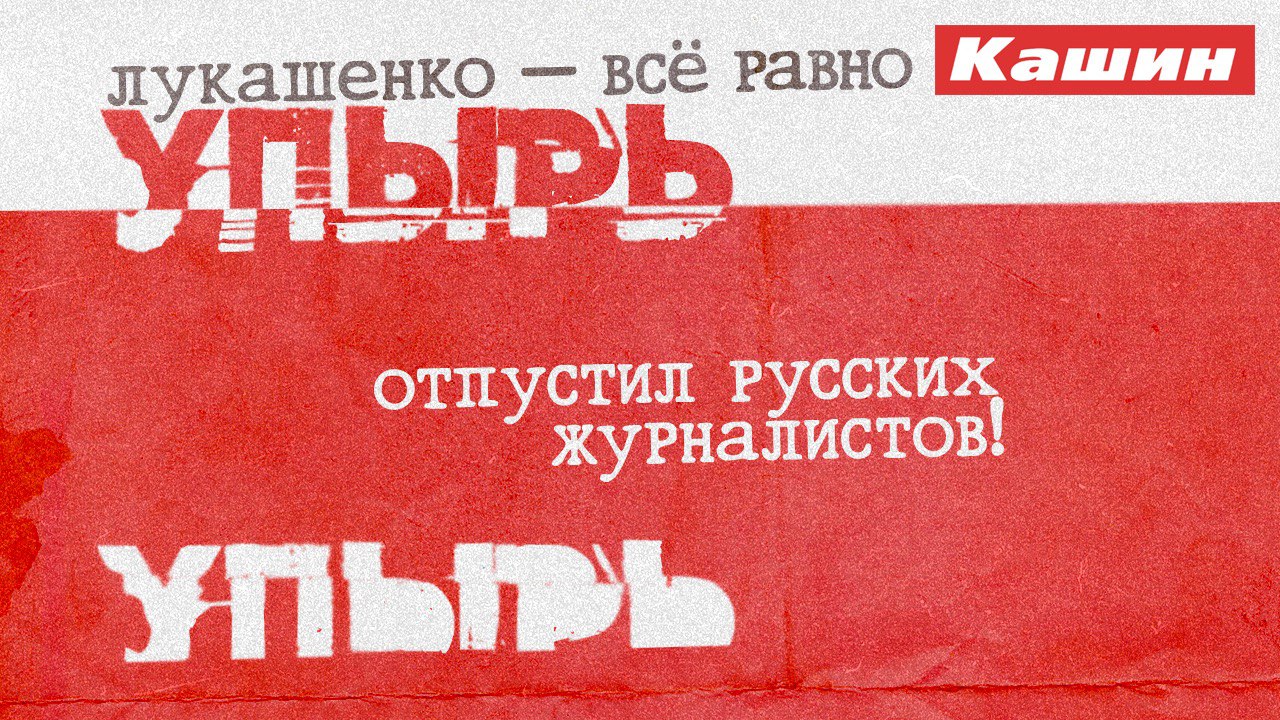 лукашенко — всё равно
Кашин
УПЫРЬ
отпустил русских
журналистов!
УПЫРЬ